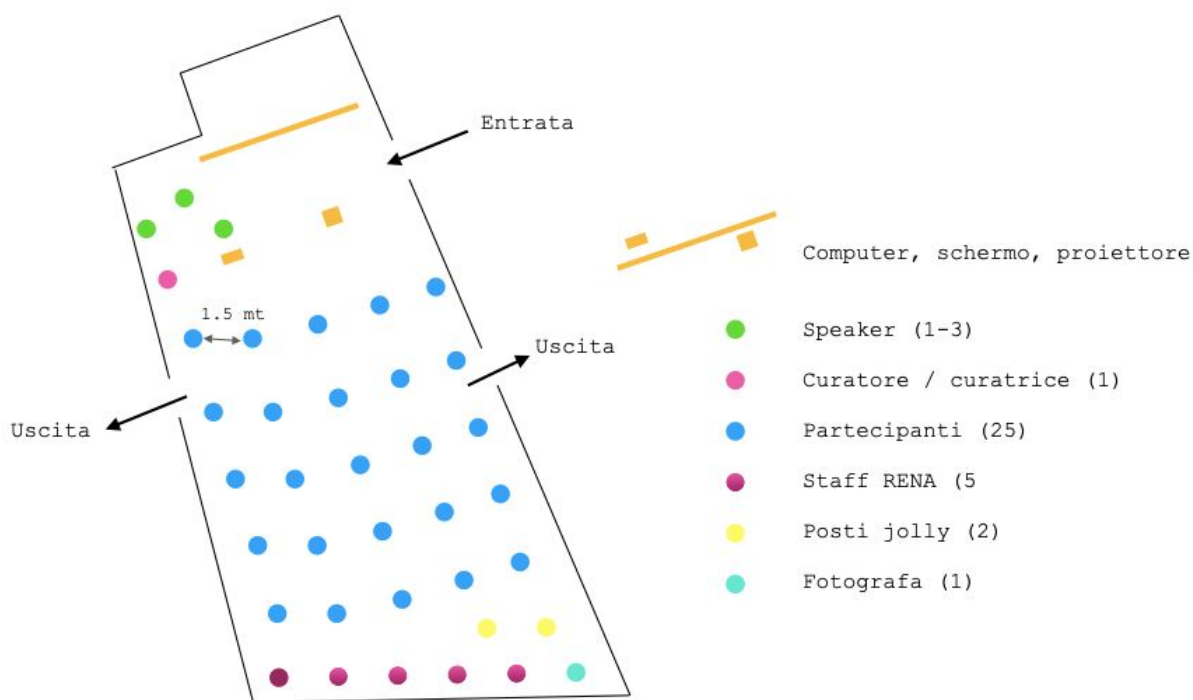 Entrata
1.5 mt
Uscita
Uscita
Computer, schermo, proiettore
Speaker (1-3)
Curatore / curatrice (1)
Partecipanti (25)
Staff RENA (5
Posti jolly (2)
Fotografa (1)